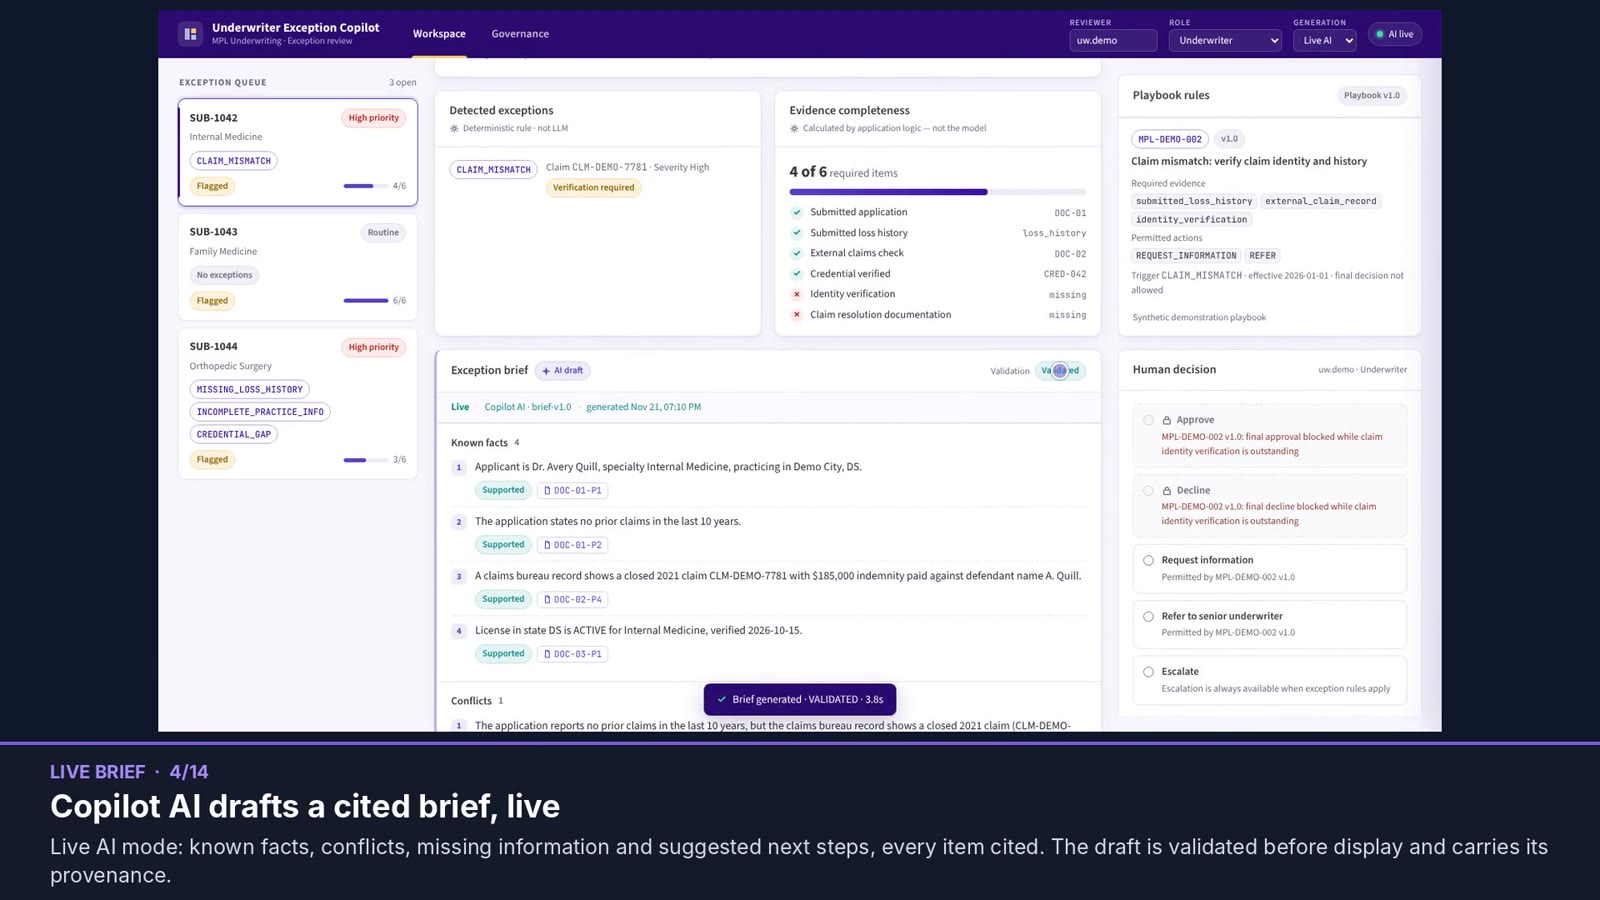 Underwriter Exception Copilot
MPL Underwriting · Exception review
Workspace
Governance
REVIEWER
uw.demo
ROLE
Underwriter
GENERATION
Live AI
AI live
EXCEPTION QUEUE
3 open
SUB-1042
High priority
Internal Medicine
CLAIM_MISMATCH
Flagged
4/6
SUB-1043
Routine
Family Medicine
No exceptions
Flagged
6/6
SUB-1044
High priority
Orthopedic Surgery
MISSING_LOSS_HISTORY
INCOMPLETE_PRACTICE_INFO
CREDENTIAL_GAP
Flagged
3/6
Detected exceptions
Deterministic rule · not LLM
CLAIM_MISMATCH
Claim CLM-DEMO-7781 · Severity High
Verification required
Evidence completeness
Calculated by application logic — not the model
4 of 6 required items
Submitted application DOC-01
Submitted loss history loss_history
External claims check DOC-02
Credential verified CRED-042
Identity verification missing
Claim resolution documentation missing
Exception brief
AI draft
Validation
Live · Copilot AI · brief-v1.0 · generated Nov 21, 07:10 PM
Known facts 4
1 Applicant is Dr. Avery Quill, specialty Internal Medicine, practicing in Demo City, DS.
Supported DOC-01-P1
2 The application states no prior claims in the last 10 years.
Supported DOC-01-P2
3 A claims bureau record shows a closed 2021 claim CLM-DEMO-7781 with $185,000 indemnity paid against defendant name A. Quill.
Supported DOC-02-P4
4 License in state DS is ACTIVE for Internal Medicine, verified 2026-10-15.
Supported DOC-03-P1
Conflicts 1
1 The application reports no prior claims in the last 10 years, but the claims bureau record shows a closed 2021 claim (CLM-DEMO-
Brief generated · VALIDATED · 3.8s
Playbook rules
Playbook v1.0
MPL-DEMO-002
v1.0
Claim mismatch: verify claim identity and history
Required evidence
submitted_loss_history external_claim_record
identity_verification
Permitted actions
REQUEST_INFORMATION REFER
Trigger CLAIM_MISMATCH · effective 2026-01-01 · final decision not
allowed
Synthetic demonstration playbook
Human decision
uw.demo · Underwriter
Approve
MPL-DEMO-002 v1.0: final approval blocked while claim
identity verification is outstanding
Decline
MPL-DEMO-002 v1.0: final decline blocked while claim
identity verification is outstanding
Request information
Permitted by MPL-DEMO-002 v1.0
Refer to senior underwriter
Permitted by MPL-DEMO-002 v1.0
Escalate
Escalation is always available when exception rules apply
LIVE BRIEF · 4/14
Copilot AI drafts a cited brief, live
Live AI mode: known facts, conflicts, missing information and suggested next steps, every item cited. The draft is validated before display and carries its
provenance.